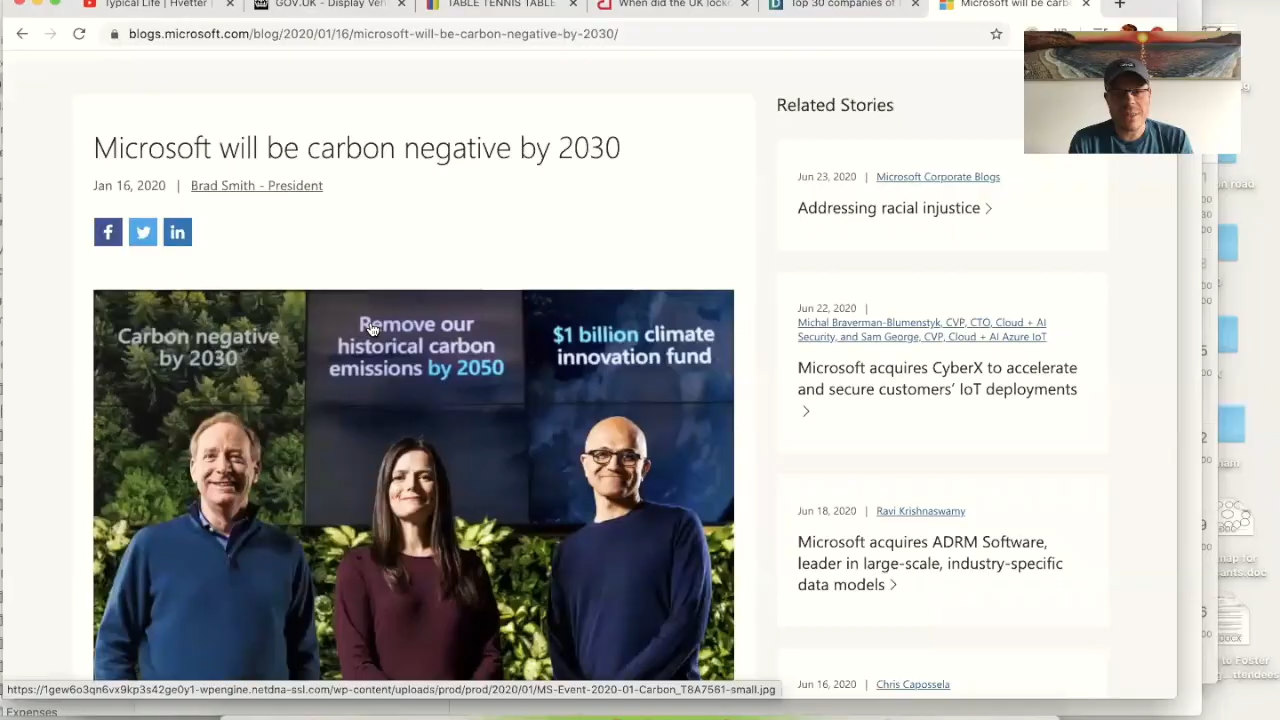 Typical Life | Hvetter
GOV.UK - Display Veh
TABLE TENNIS TABLE
When did the UK lock
Top 30 companies of
Microsoft will be carb
blogs.microsoft.com/blog/2020/01/16/microsoft-will-be-carbon-negative-by-2030/
Microsoft will be carbon negative by 2030
Jan 16, 2020 | Brad Smith - President
f
in
Carbon negative
by 2030
Remove our
historical carbon
emissions by 2050
$1 billion climate
innovation fund
Related Stories
Jun 23, 2020 | Microsoft Corporate Blogs
Addressing racial injustice >
Jun 22, 2020 |
Michal Braverman-Blumenstyk, CVP, CTO, Cloud + AI
Security, and Sam George, CVP, Cloud + AI Azure IoT
Microsoft acquires CyberX to accelerate
and secure customers’ IoT deployments
>
Jun 18, 2020 | Ravi Krishnaswamy
Microsoft acquires ADRM Software,
leader in large-scale, industry-specific
data models >
Jun 16, 2020 | Chris Capossela
https://1gew6o3qn6vx9kp3s42ge0y1-wpengine.netdna-ssl.com/wp-content/uploads/prod/prod/2020/01/MS-Event-2020-01-Carbon_T8A7561-small.jpg
Expenses
map for
DOCX
to Foster